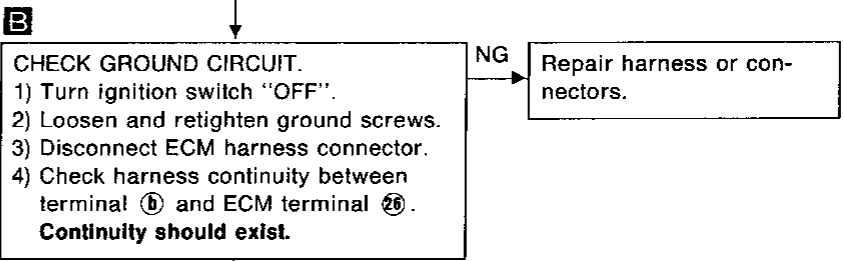 B
CHECK GROUND CIRCUIT.
1) Turn ignition switch "OFF".
2) Loosen and retighten ground screws.
3) Disconnect ECM harness connector.
4) Check harness continuity between
terminal ⓑ and ECM terminal ㉖.
Continuity should exist.
NG
Repair harness or con-
nectors.